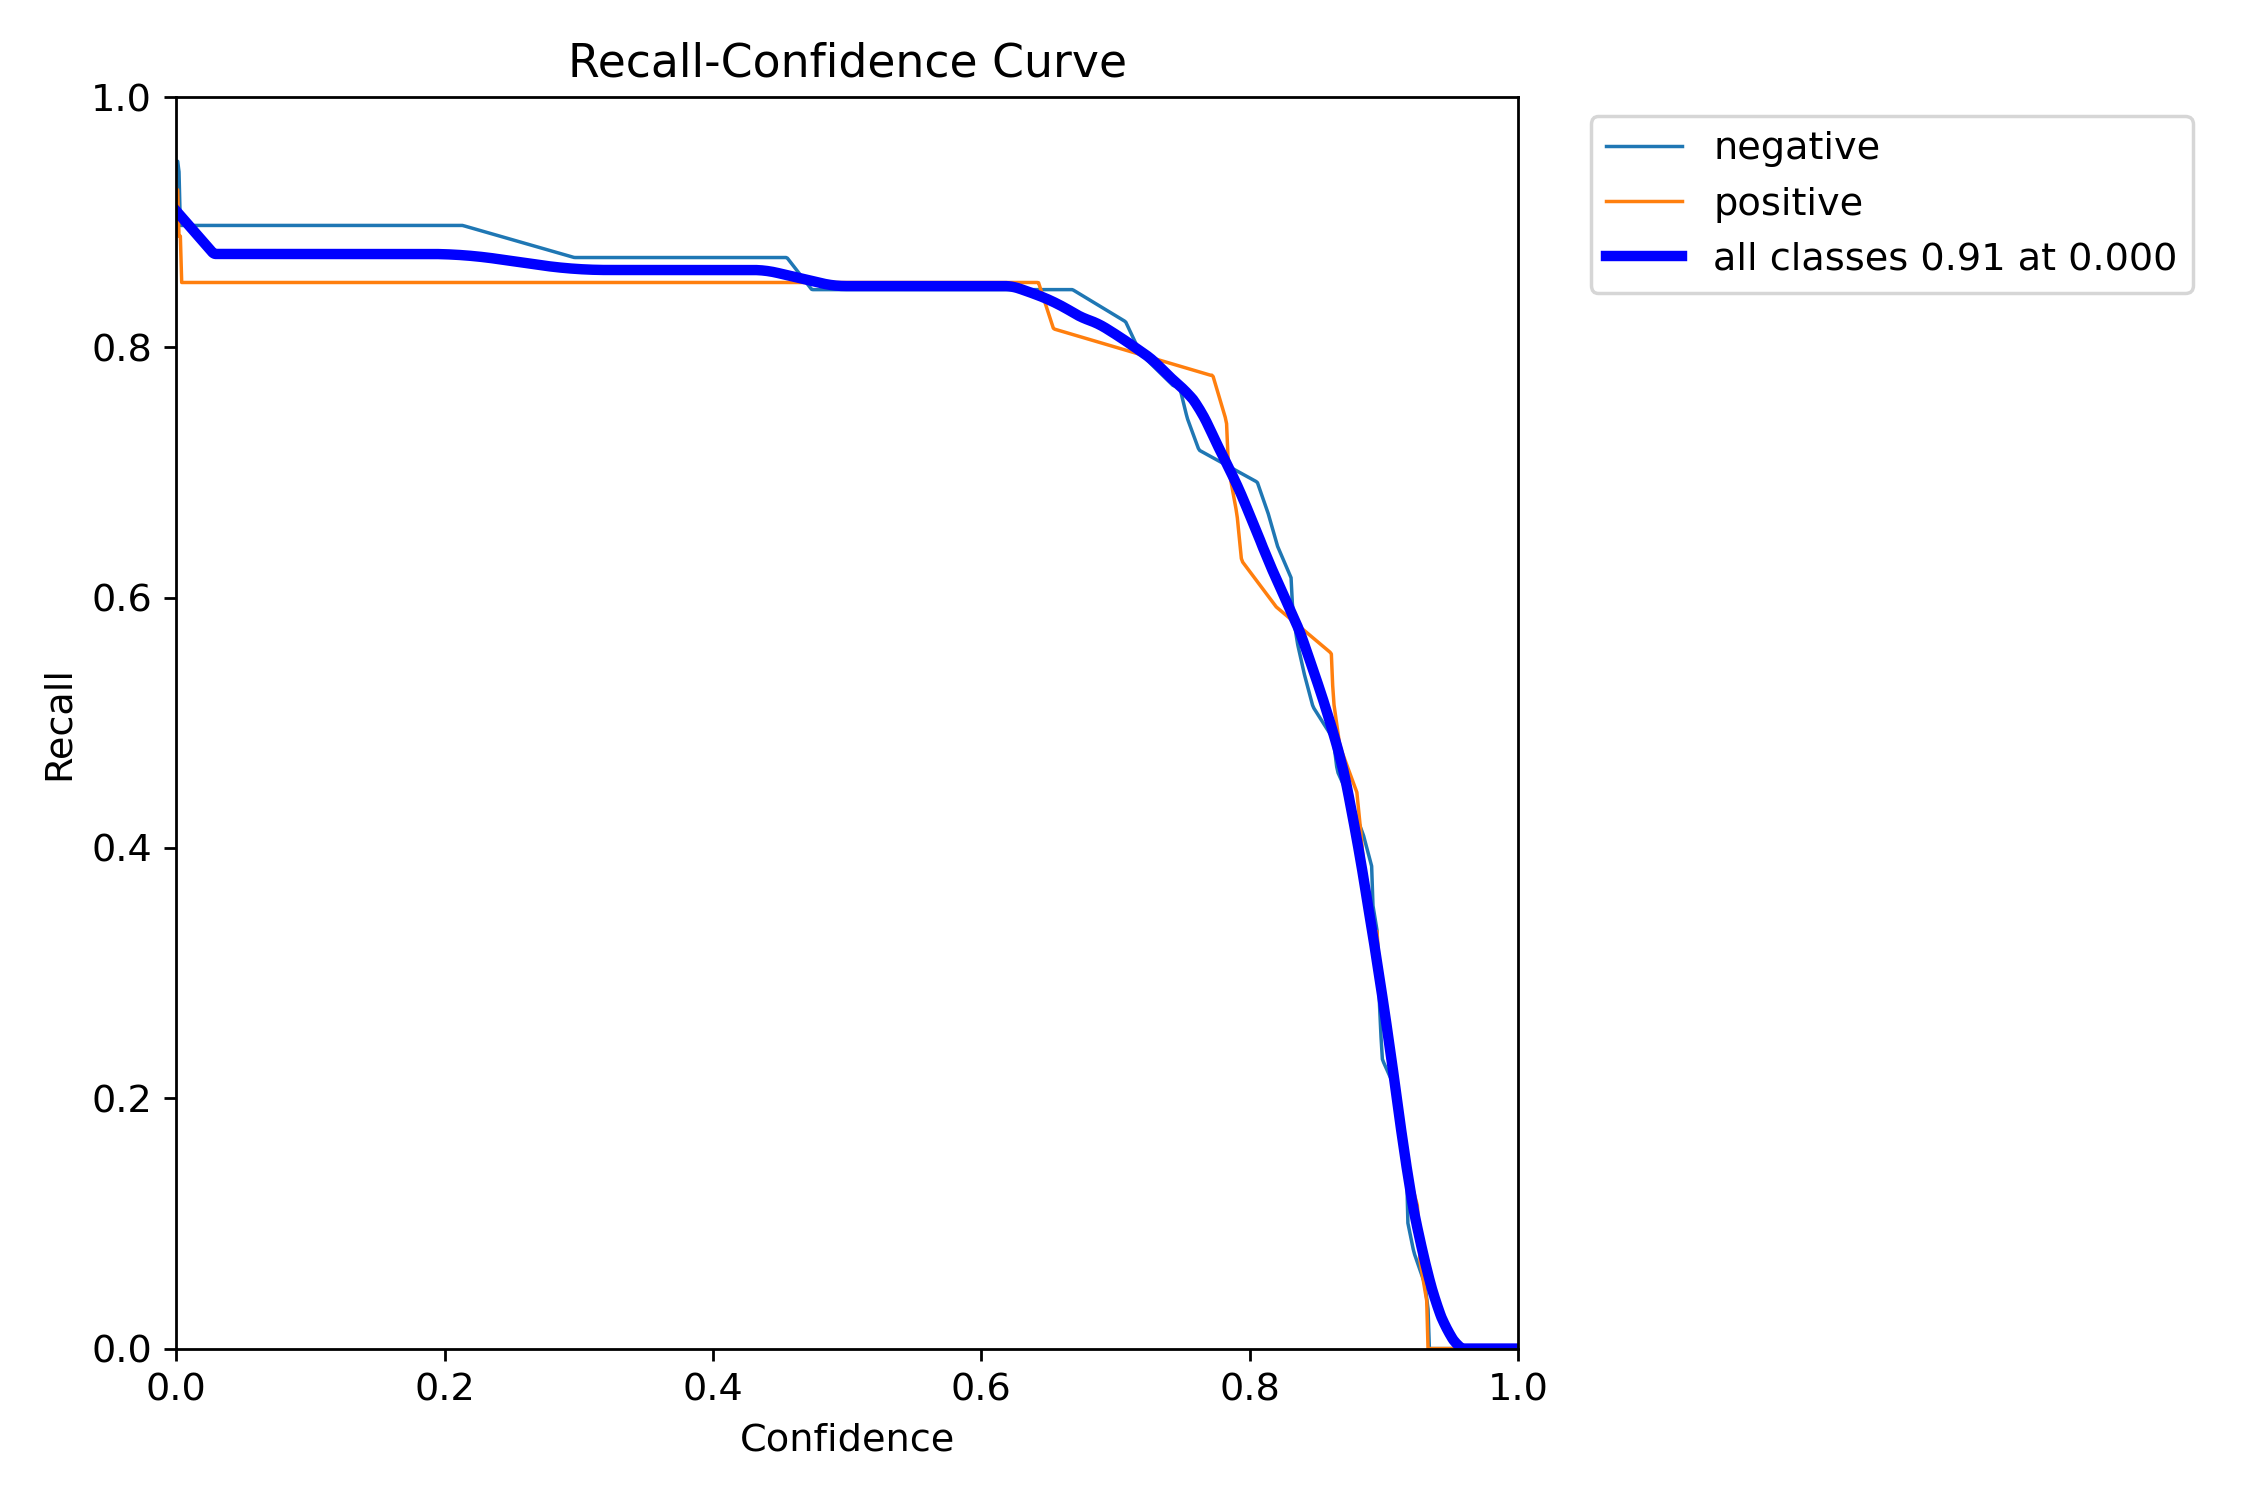 Recall-Confidence Curve
1.0
0.8
0.6
0.4
0.2
0.0
Recall
0.0 0.2 0.4 0.6 0.8 1.0
Confidence
negative
positive
all classes 0.91 at 0.000